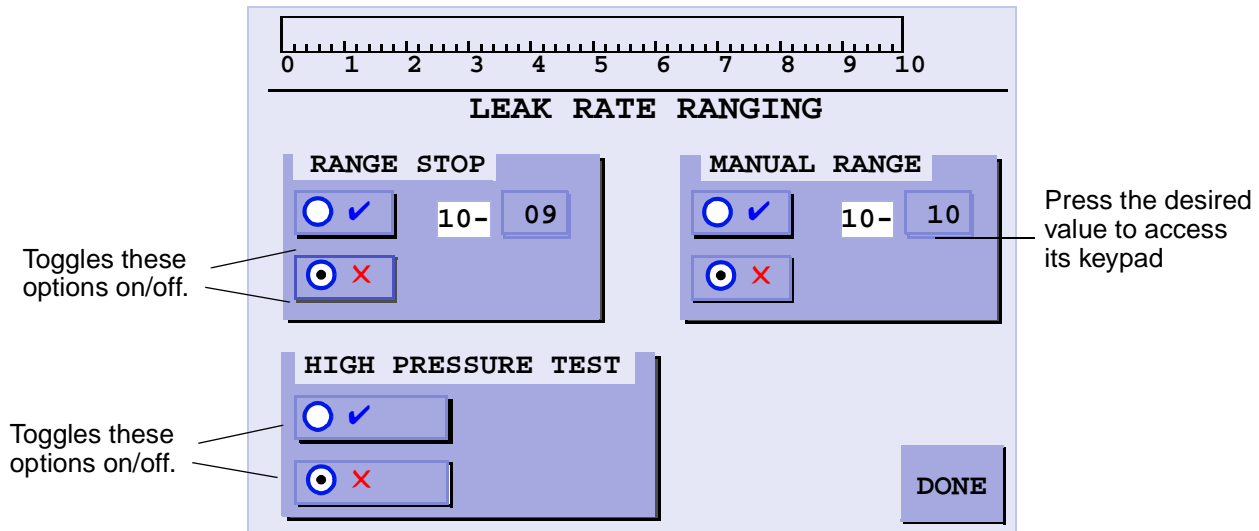 0 1 2 3 4 5 6 7 8 9 10
LEAK RATE RANGING
RANGE STOP
✔ 10- 09
✗
MANUAL RANGE
✔ 10- 10
✗
Toggles these
options on/off.
Press the desired
value to access
its keypad
HIGH PRESSURE TEST
✔
✗
Toggles these
options on/off.
DONE